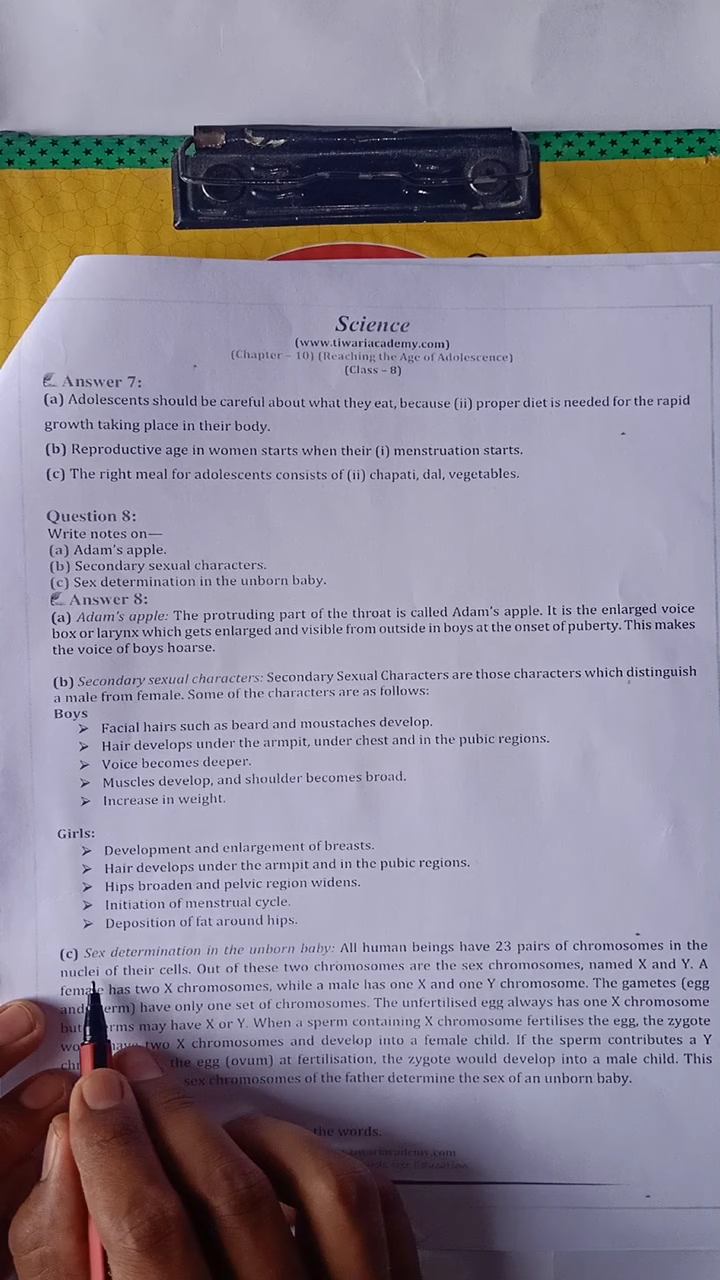 Science
(www.tiwariacademy.com)
(Chapter – 10) (Reaching the Age of Adolescence)
(Class – 8)
Answer 7:
(a) Adolescents should be careful about what they eat, because (ii) proper diet is needed for the rapid
growth taking place in their body.
(b) Reproductive age in women starts when their (i) menstruation starts.
(c) The right meal for adolescents consists of (ii) chapati, dal, vegetables.
Question 8:
Write notes on—
(a) Adam's apple.
(b) Secondary sexual characters.
(c) Sex determination in the unborn baby.
Answer 8:
(a) Adam's apple: The protruding part of the throat is called Adam's apple. It is the enlarged voice
box or larynx which gets enlarged and visible from outside in boys at the onset of puberty. This makes
the voice of boys hoarse.
(b) Secondary sexual characters: Secondary Sexual Characters are those characters which distinguish
a male from female. Some of the characters are as follows:
Boys
➢ Facial hairs such as beard and moustaches develop.
➢ Hair develops under the armpit, under chest and in the pubic regions.
➢ Voice becomes deeper.
➢ Muscles develop, and shoulder becomes broad.
➢ Increase in weight.
Girls:
➢ Development and enlargement of breasts.
➢ Hair develops under the armpit and in the pubic regions.
➢ Hips broaden and pelvic region widens.
➢ Initiation of menstrual cycle.
➢ Deposition of fat around hips.
(c) Sex determination in the unborn baby: All human beings have 23 pairs of chromosomes in the
nuclei of their cells. Out of these two chromosomes are the sex chromosomes, named X and Y. A
female has two X chromosomes, while a male has one X and one Y chromosome. The gametes (egg
and have only one set of chromosomes. The unfertilised egg always has one X chromosome
but may have X or Y. When a sperm containing X chromosome fertilises the egg, the zygote
have two X chromosomes and develop into a female child. If the sperm contributes a Y
the egg (ovum) at fertilisation, the zygote would develop into a male child. This
sex chromosomes of the father determine the sex of an unborn baby.
the words.